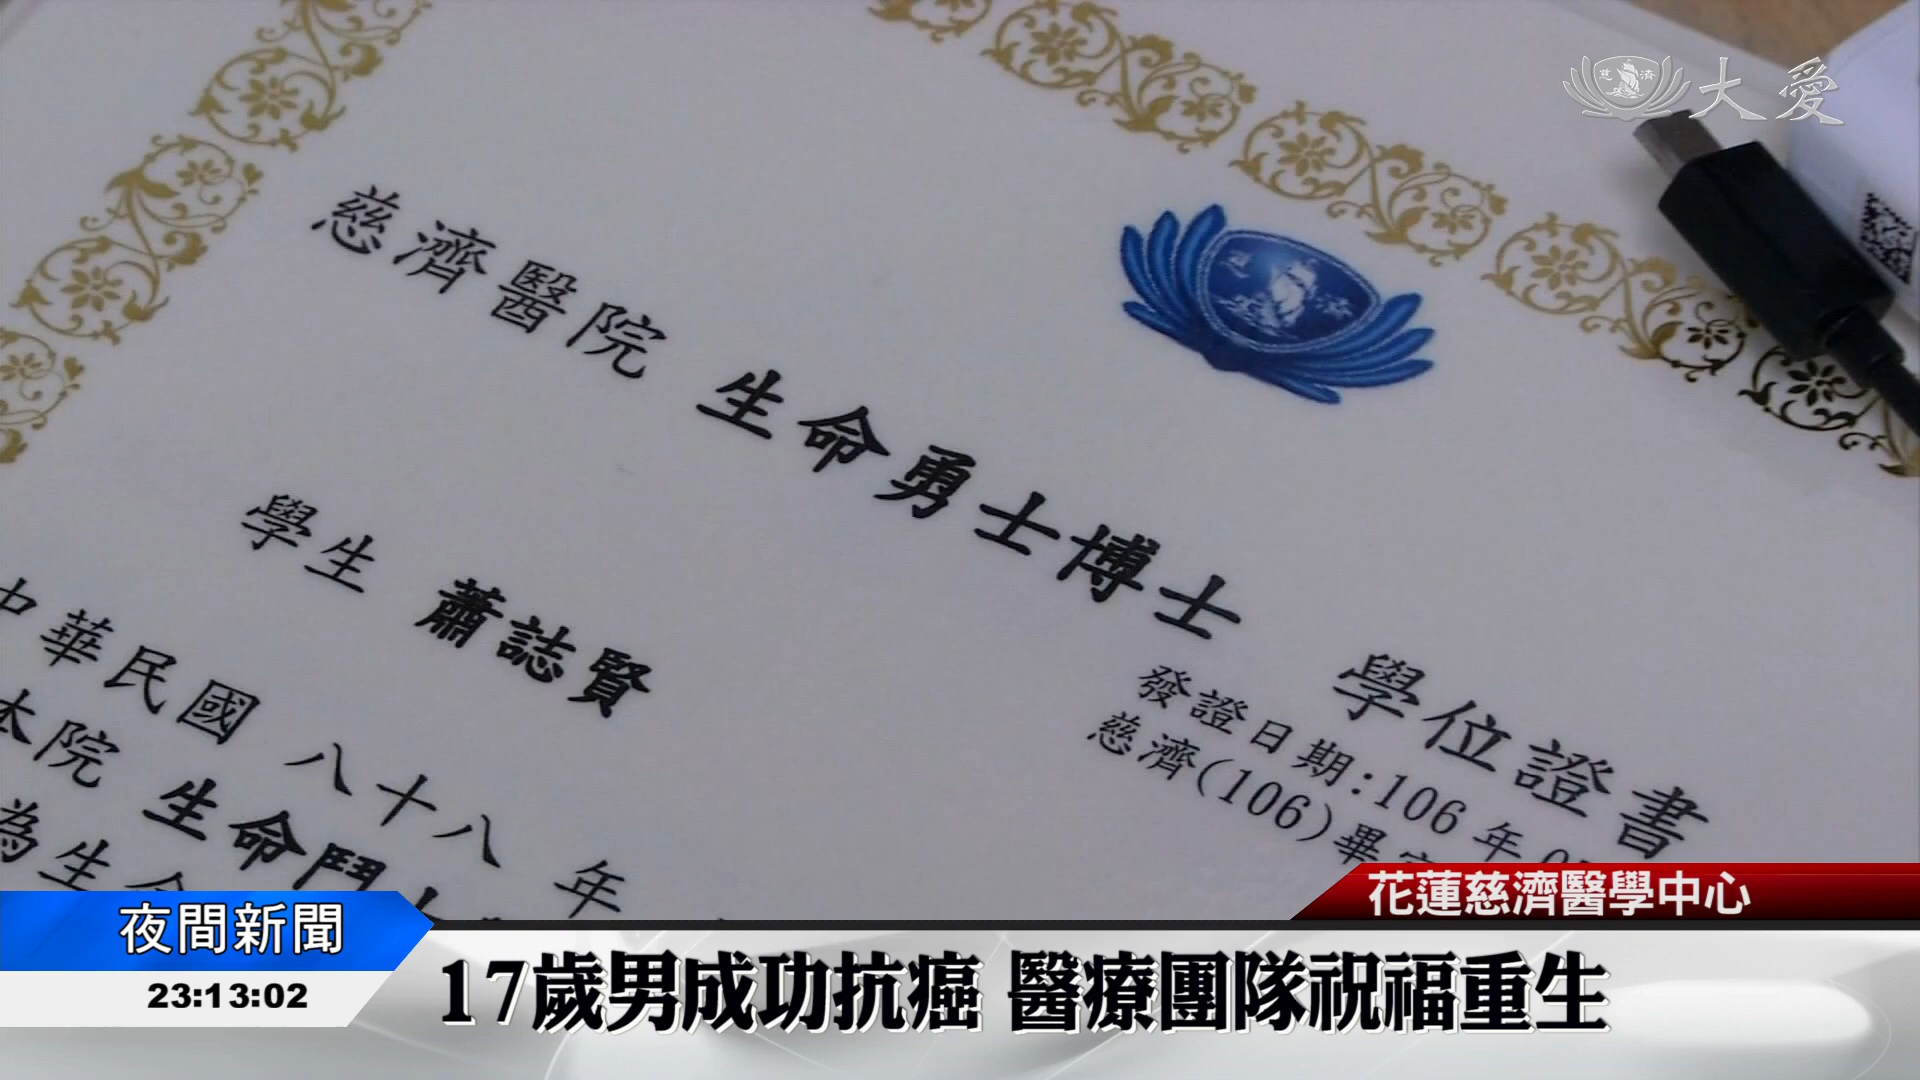 慈濟
大愛
慈濟醫院 生命勇士博士 學位證書
發證日期:106年
慈濟(106)畢
學生 蕭誌賢
中華民國 八十八 年
本院 生命鬥
為生
花蓮慈濟醫學中心
夜間新聞
23:13:02
17歲男成功抗癌 醫療團隊祝福重生